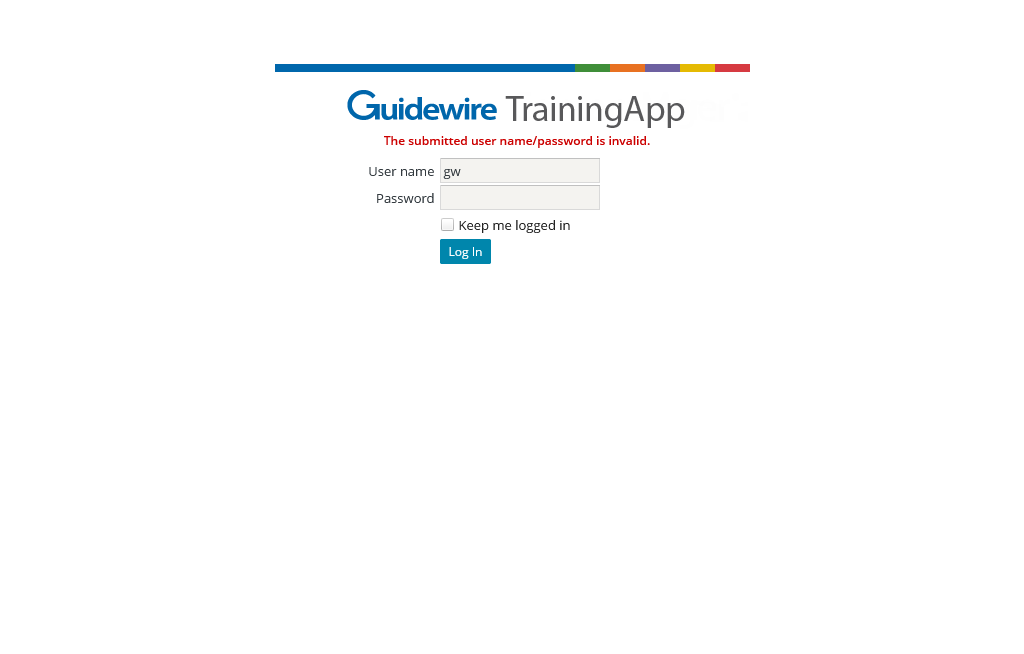 Guidewire TrainingApp
The submitted user name/password is invalid.
User name gw
Password
Keep me logged in
Log In